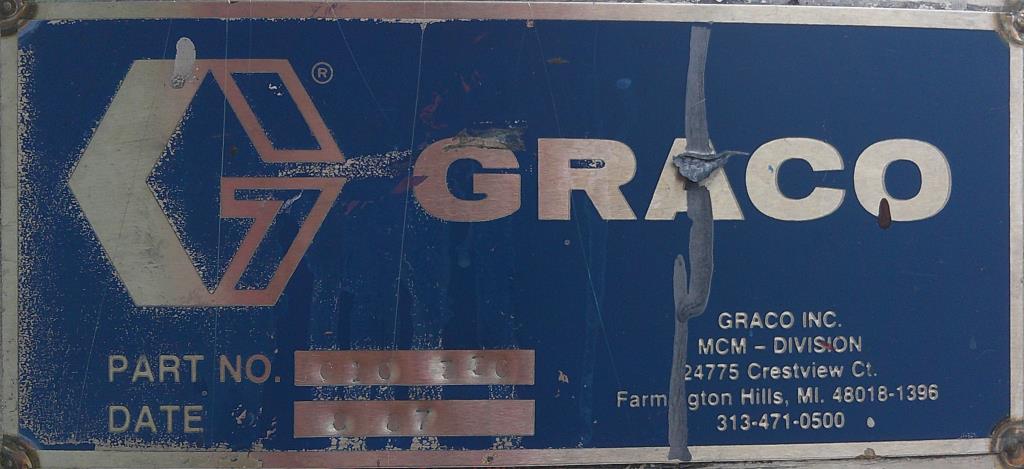 ®
GRACO
GRACO INC.
MCM - DIVISION
24775 Crestview Ct.
Hills, MI. 48018-1396
313-471-0500
PART NO.
DATE